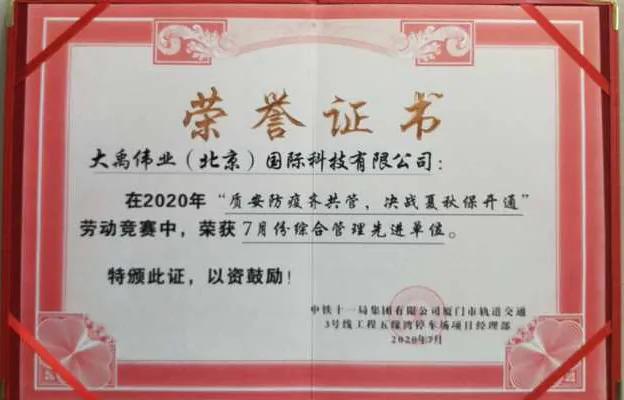 荣誉证书
大禹伟业（北京）国际科技有限公司：
在2020年“质安防疫齐共管，决战夏秋保开通”
劳动竞赛中，荣获7月份综合管理先进单位。
特颁此证，以资鼓励！
中铁十一局集团有限公司厦门市轨道交通
3号线工程五缘湾停车场项目经理部
2020年7月